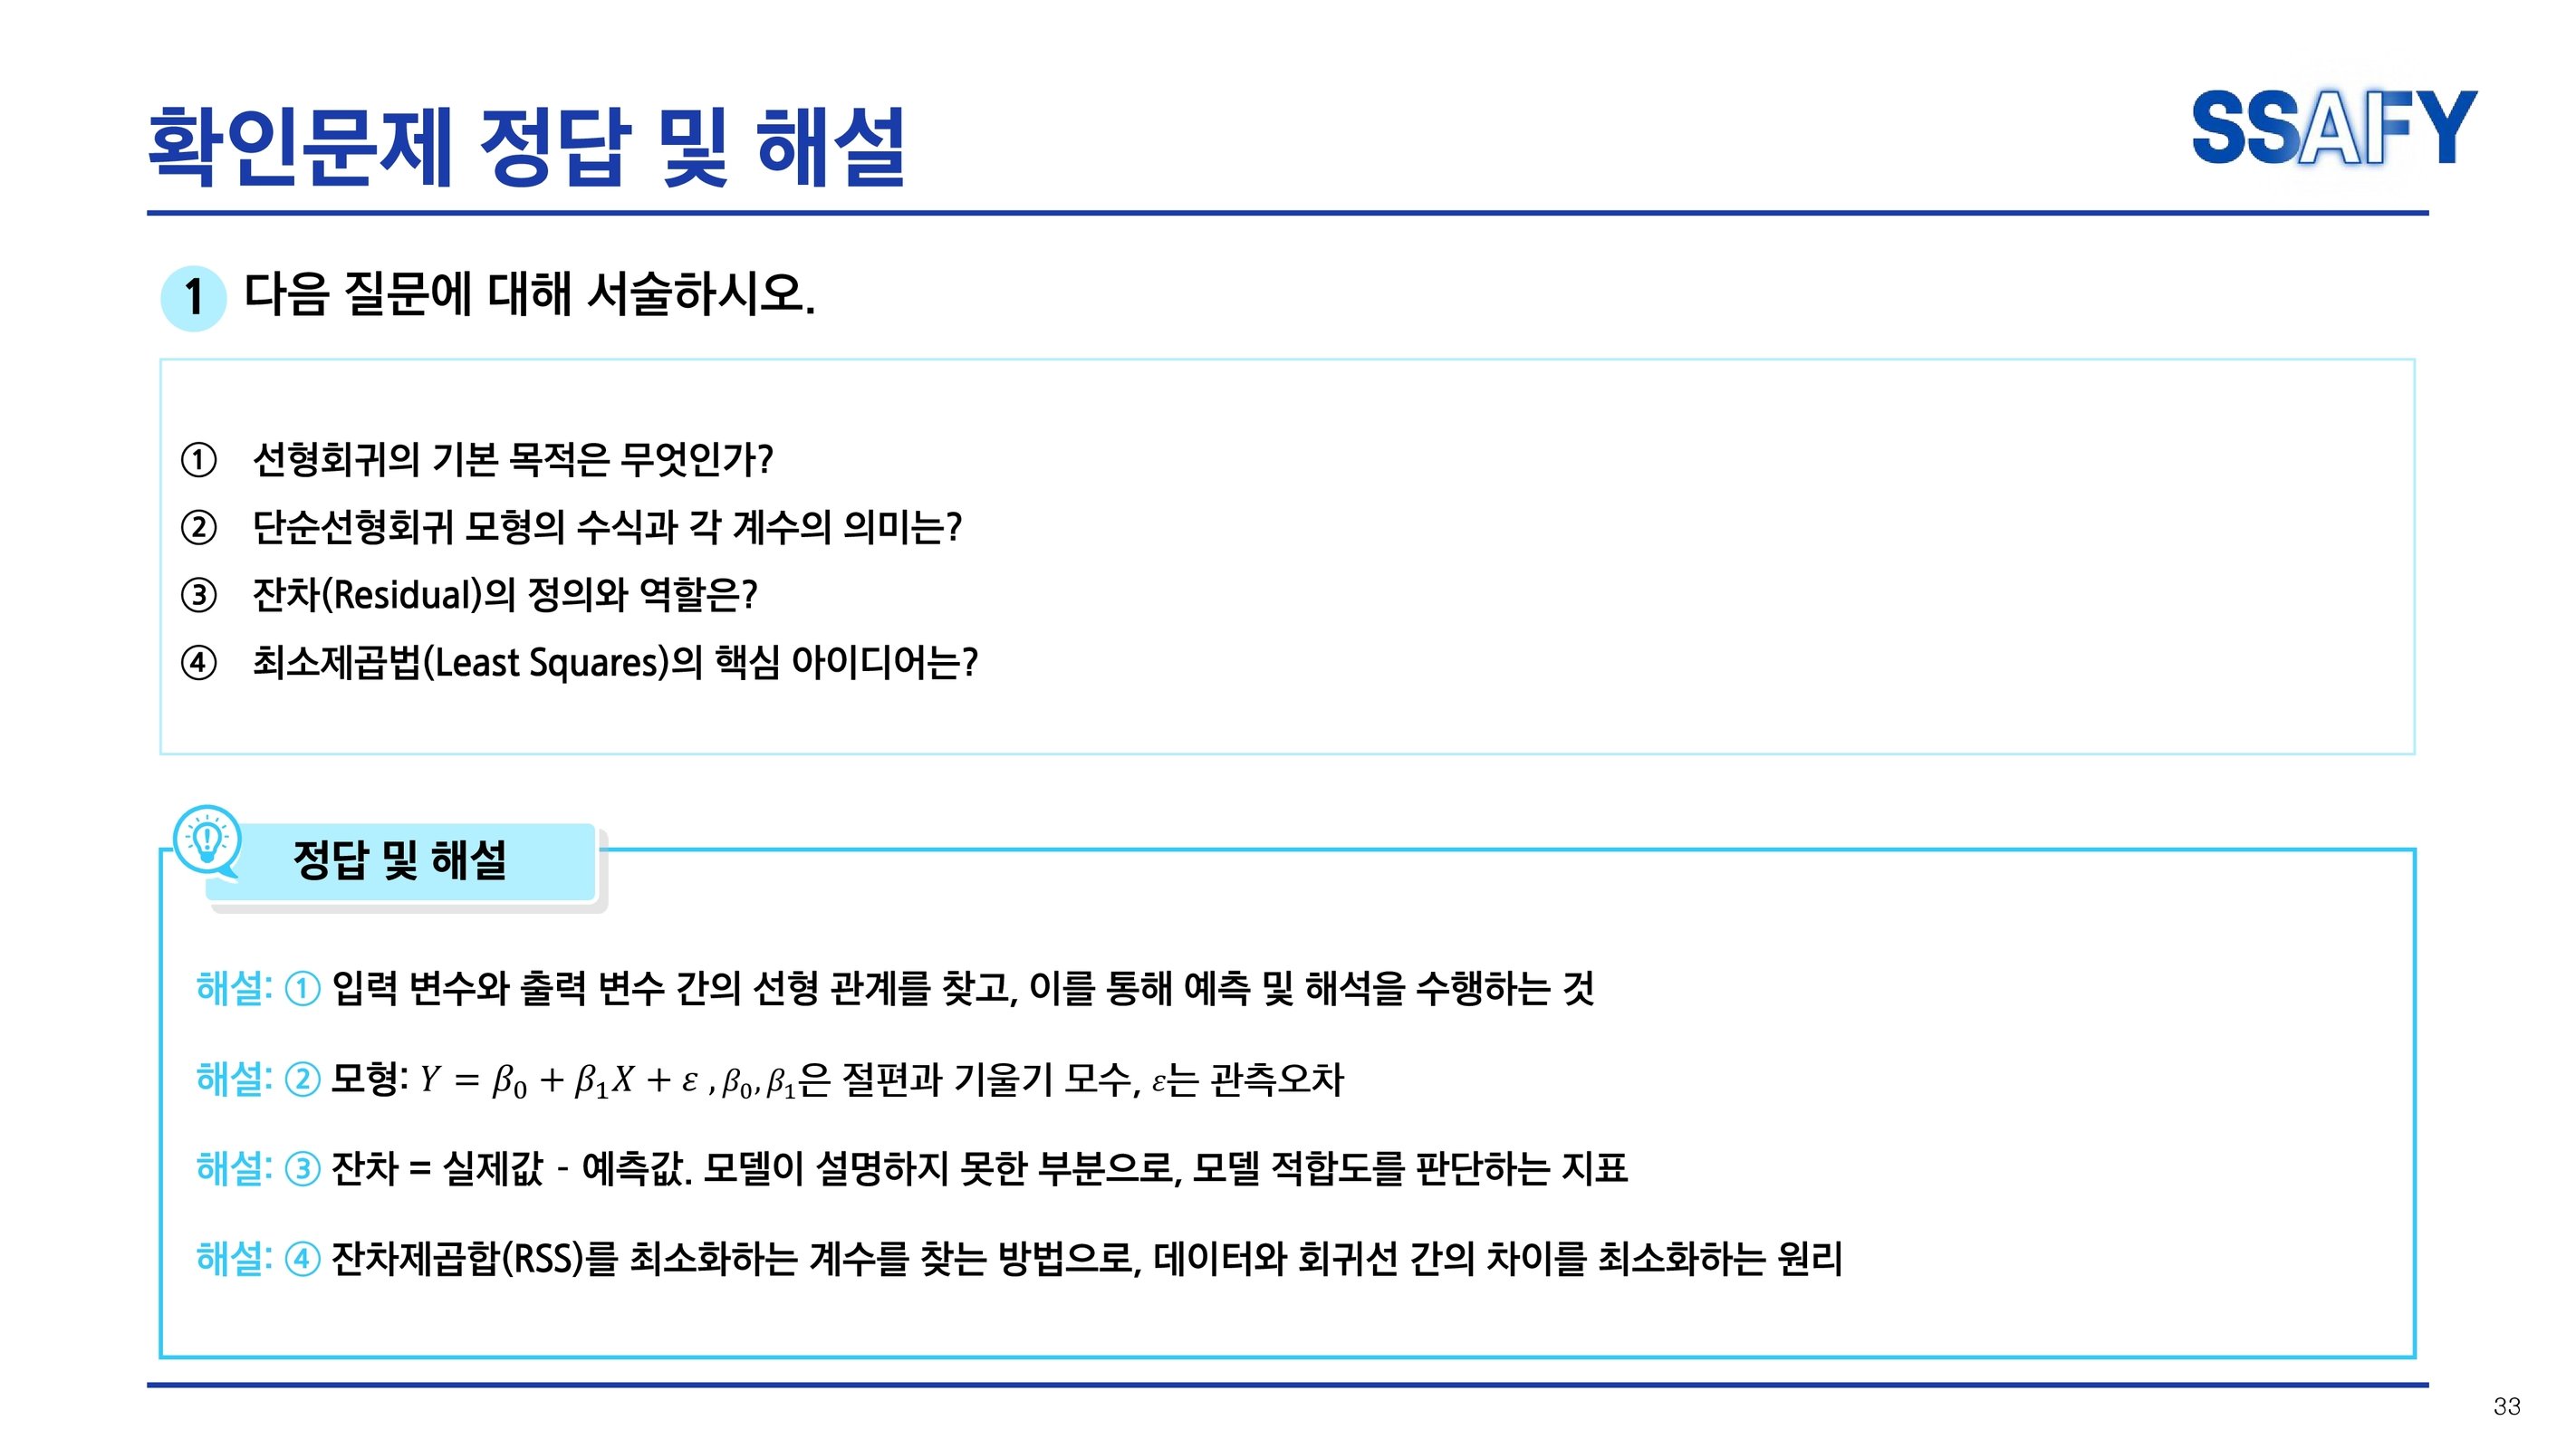 확인문제 정답 및 해설
SSAFY
1 다음 질문에 대해 서술하시오.
① 선형회귀의 기본 목적은 무엇인가?
② 단순선형회귀 모형의 수식과 각 계수의 의미는?
③ 잔차(Residual)의 정의와 역할은?
④ 최소제곱법(Least Squares)의 핵심 아이디어는?
정답 및 해설
해설: ① 입력 변수와 출력 변수 간의 선형 관계를 찾고, 이를 통해 예측 및 해석을 수행하는 것
해설: ② 모형: Y = β₀ + β₁X + ε , β₀, β₁은 절편과 기울기 모수, ε는 관측오차
해설: ③ 잔차 = 실제값 - 예측값. 모델이 설명하지 못한 부분으로, 모델 적합도를 판단하는 지표
해설: ④ 잔차제곱합(RSS)를 최소화하는 계수를 찾는 방법으로, 데이터와 회귀선 간의 차이를 최소화하는 원리
33